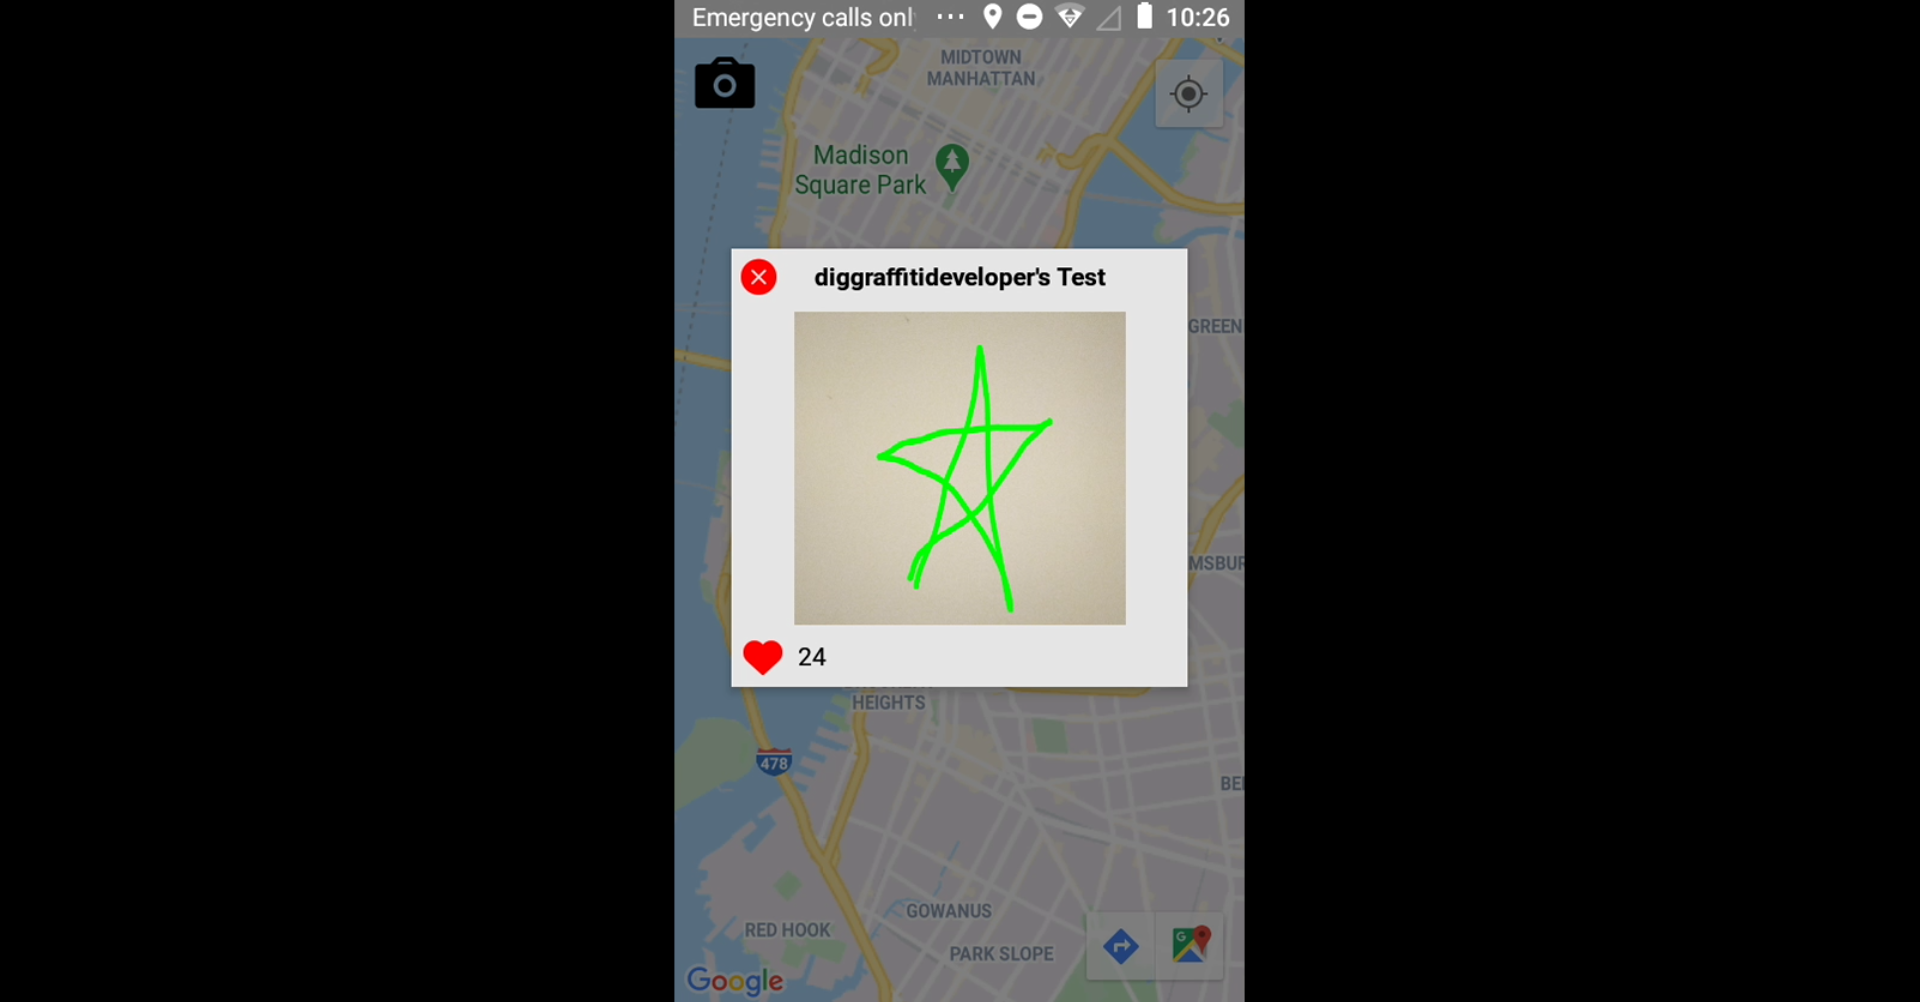 Emergency calls only
10:26
MIDTOWN
MANHATTAN
Madison
Square Park
diggraffitideveloper's Test
GREEN
MSBUR
24
HEIGHTS
478
BE
GOWANUS
RED HOOK
PARK SLOPE
Google